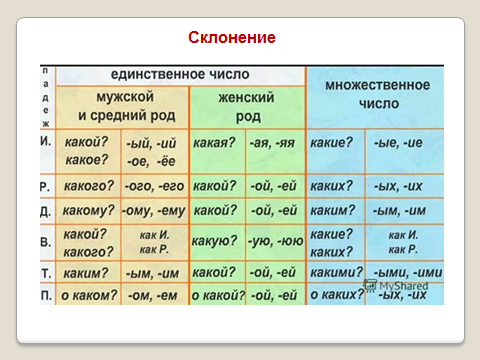 Склонение
падеж
единственное число
множественное
число
мужской
и средний род
женский
род
И. какой? -ый, -ий какая? -ая, -яя какие? -ые, -ие
какое? -ое, -ёе
Р. какого? -ого, -его какой? -ой, -ей каких? -ых, -их
Д. какому? -ому, -ему какой? -ой, -ей каким? -ым, -им
В. какой? как И. какую? -ую, -юю какие? как И.
какого? как Р. каких? как Р.
Т. каким? -ым, -им какой? -ой, -ей какими? -ыми, -ими
П. о каком? -ом, -ем о какой? -ой, -ей о каких? -ых, -их
MyShared